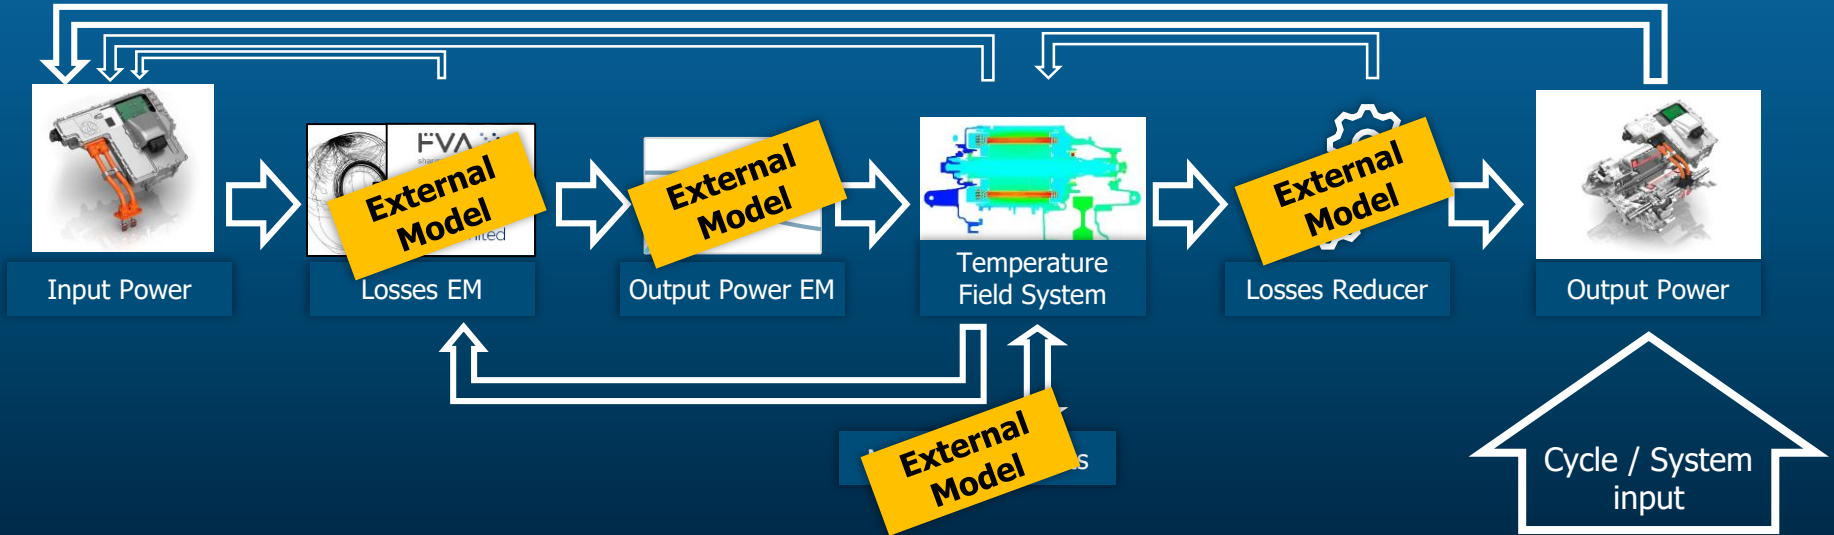 FVA
External
Model
External
Model
External
Model
Input Power
Losses EM
Output Power EM
Temperature
Field System
Losses Reducer
Output Power
External
Model
Cycle / System
input